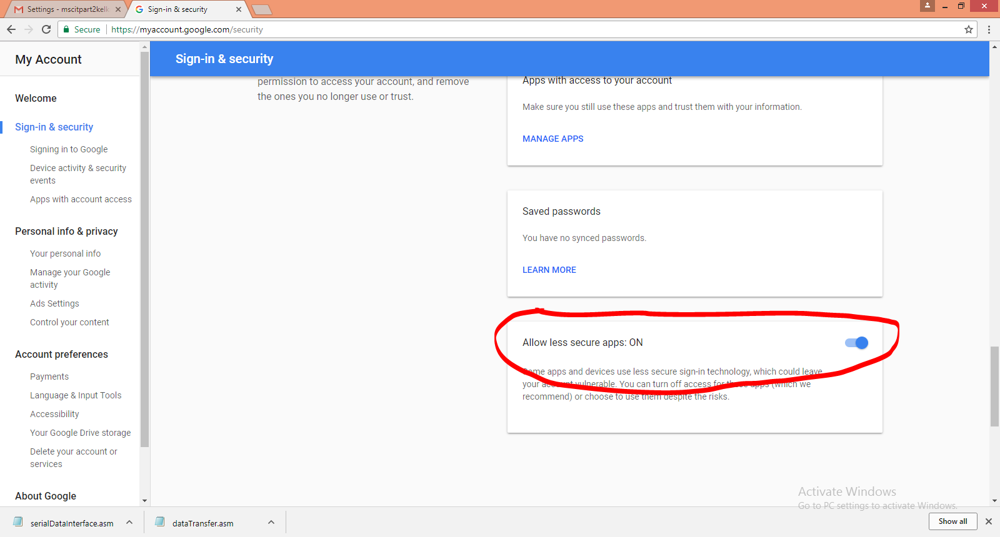 Settings - mscitpart2kelk
Sign-in & security
Secure
https://myaccount.google.com/security
My Account
Welcome
Sign-in & security
Signing in to Google
Device activity & security
events
Apps with account access
Personal info & privacy
Your personal info
Manage your Google
activity
Ads Settings
Control your content
Account preferences
Payments
Language & Input Tools
Accessibility
Your Google Drive storage
Delete your account or
services
About Google
Sign-in & security
permission to access your account, and remove
the ones you no longer use or trust.
Apps with access to your account
Make sure you still use these apps and trust them with your information.
MANAGE APPS
Saved passwords
You have no synced passwords.
LEARN MORE
Allow less secure apps: ON
Some apps and devices use less secure sign-in technology, which could leave
your account vulnerable. You can turn off access for these apps (which we
recommend) or choose to use them despite the risks.
Activate Windows
Go to PC settings to activate Windows.
serialDataInterface.asm
dataTransfer.asm
Show all